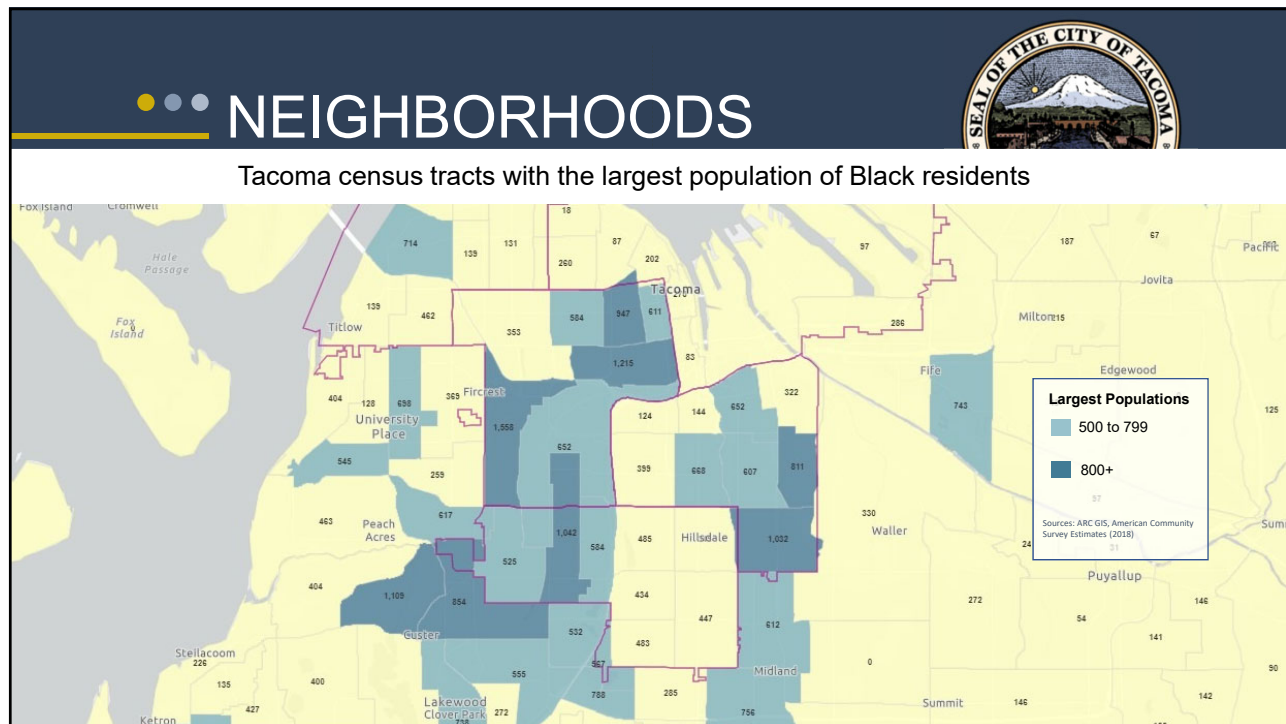 NEIGHBORHOODS
SEAL OF THE CITY OF TACOMA
Tacoma census tracts with the largest population of Black residents
Fox Island
Cromwell
18
714
131
87
187
67
Pacific
Hale
Passage
139
260
202
97
Jovita
Tacoma
139
462
584
947
611
286
Milton
215
Titlow
353
Fox
Island
0
83
1,215
Fife
Edgewood
404
128
698
369
Fircrest
322
University
Place
124
144
652
743
125
1,558
652
545
259
399
668
607
811
463
Peach
Acres
617
330
Waller
1,042
584
485
Hillsdale
1,032
525
404
434
Puyallup
1,109
854
272
146
447
54
Custer
532
483
612
141
Steilacoom
226
567
0
135
400
555
Midland
90
427
Lakewood
788
285
Summit
146
142
Clover Park
272
756
Ketron
738
Largest Populations
500 to 799
800+
Sources: ARC GIS, American Community
Survey Estimates (2018)